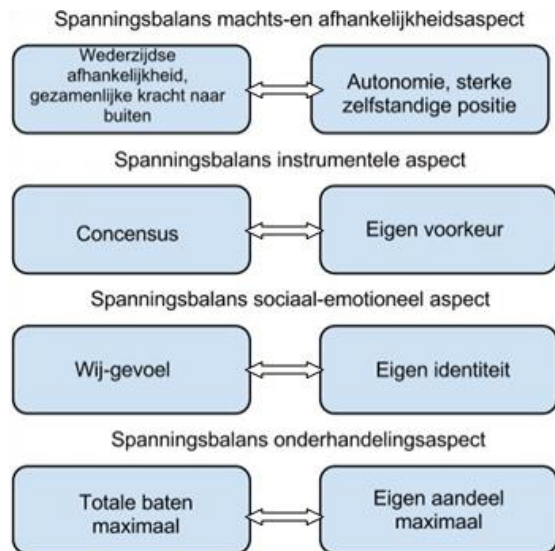 Spanningsbalans machts-en afhankelijkheidsaspect
Wederzijdse
afhankelijkheid,
gezamenlijke kracht naar
buiten
Autonomie, sterke
zelfstandige positie
Spanningsbalans instrumentele aspect
Concensus
Eigen voorkeur
Spanningsbalans sociaal-emotioneel aspect
Wij-gevoel
Eigen identiteit
Spanningsbalans onderhandelingsaspect
Totale baten
maximaal
Eigen aandeel
maximaal